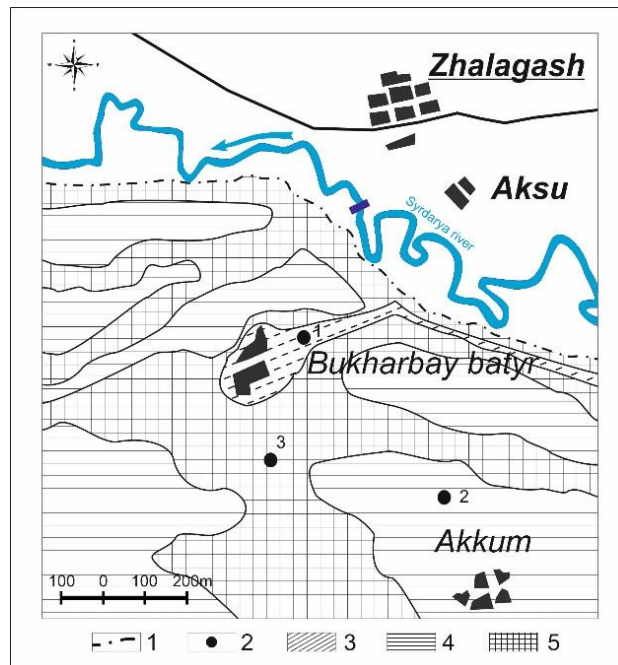 Zhalagash
Aksu
Syrdarya river
1
Bukharbay batyr
3
2
Akkum
100 0 100 200m
1 2 3 4 5